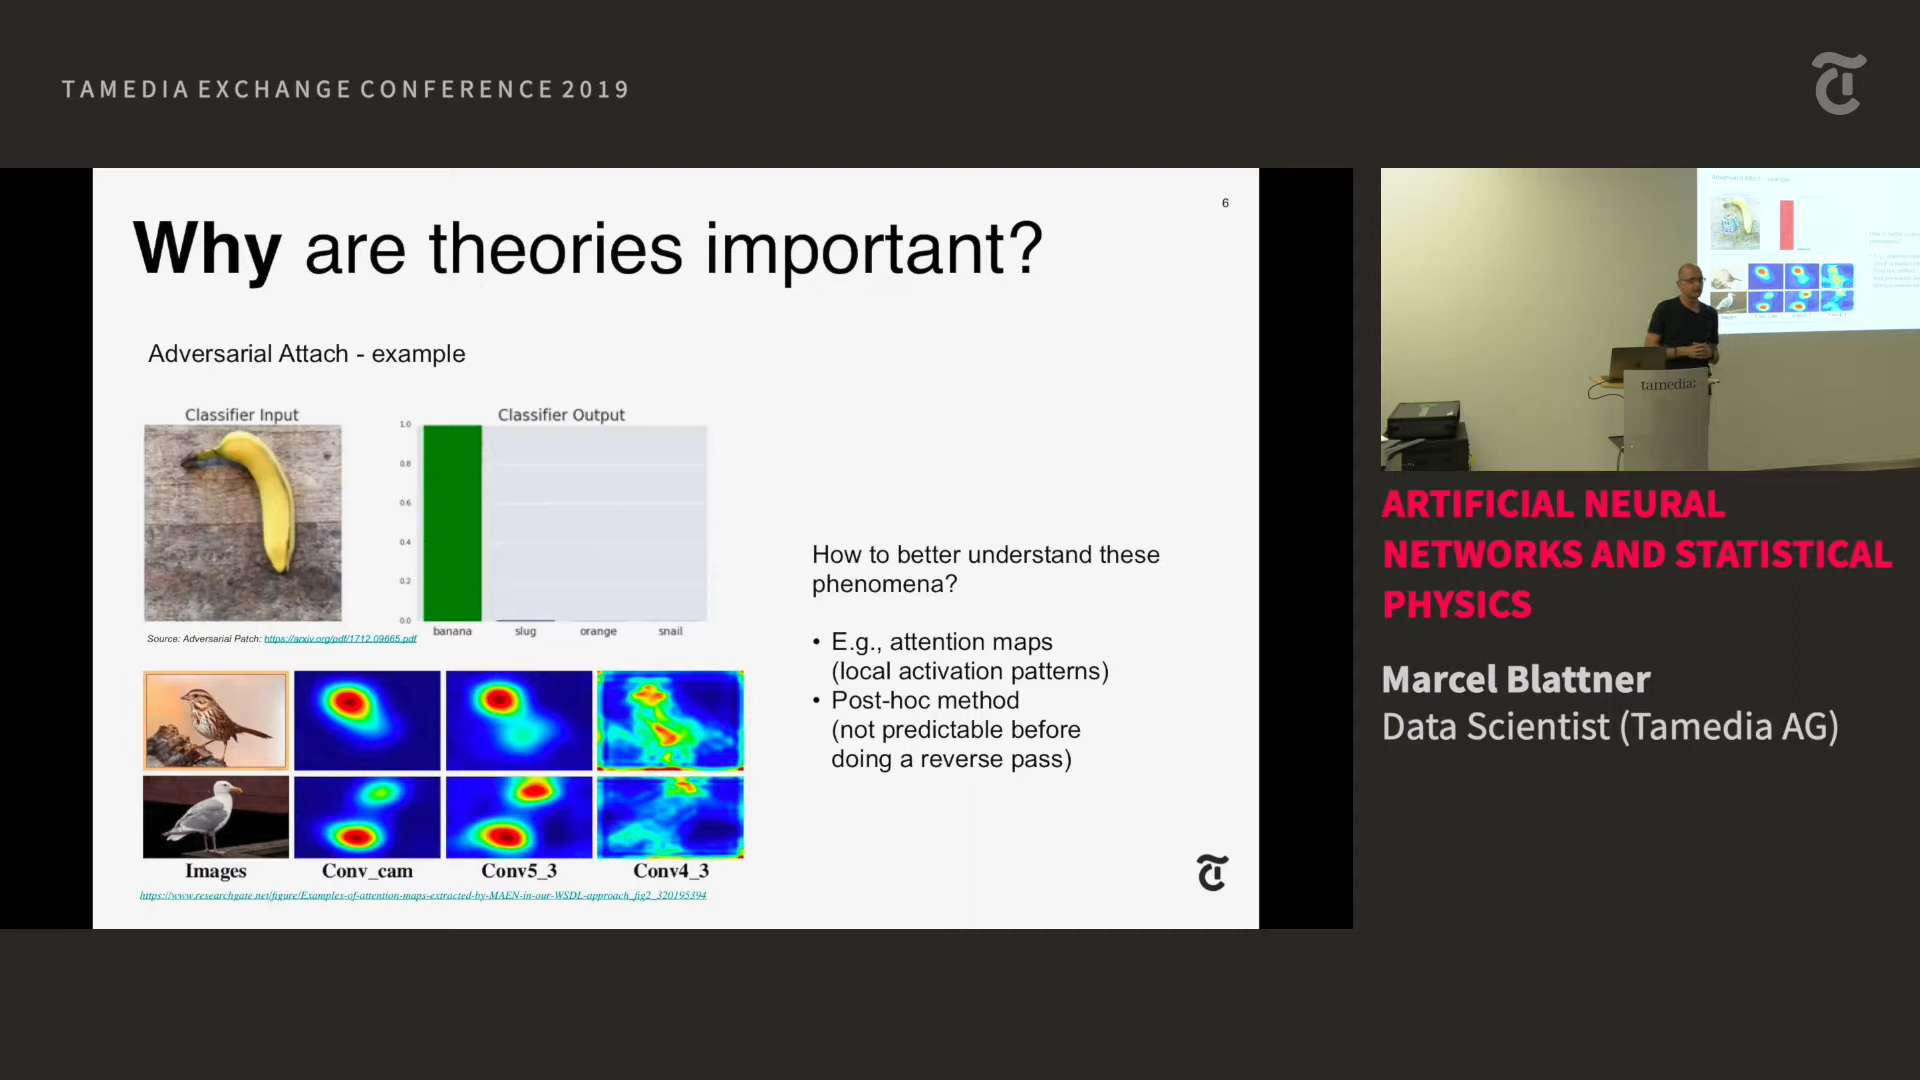 TAMEDIA EXCHANGE CONFERENCE 2019
6
Why are theories important?
Adversarial Attach - example
Classifier Input
Classifier Output
1.0
0.8
0.6
0.4
0.2
0.0
banana slug orange snail
Source: Adversarial Patch: https://arxiv.org/pdf/1712.09665.pdf
Images Conv_cam Conv5_3 Conv4_3
https://www.researchgate.net/figure/Examples-of-attention-maps-extracted-by-MAEN-in-our-WSDL-approach_fig2_320195394
How to better understand these
phenomena?
• E.g., attention maps
(local activation patterns)
• Post-hoc method
(not predictable before
doing a reverse pass)
tamedia:
ARTIFICIAL NEURAL
NETWORKS AND STATISTICAL
PHYSICS
Marcel Blattner
Data Scientist (Tamedia AG)